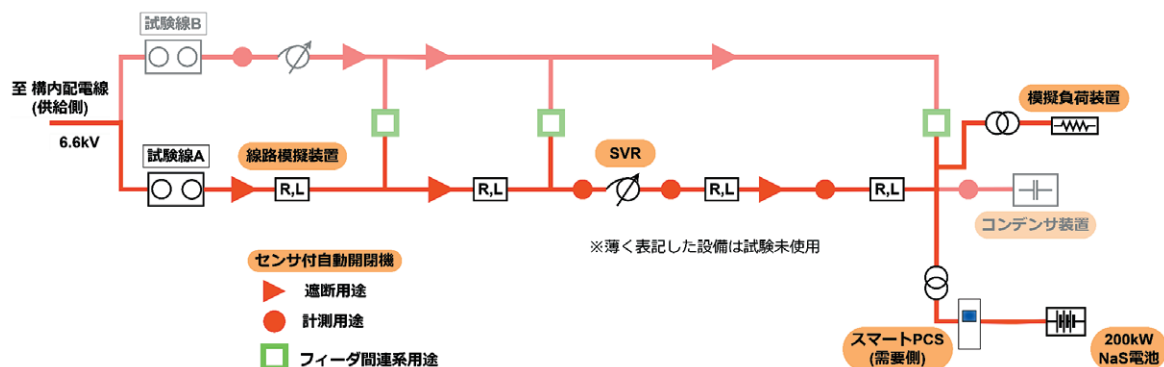 試験線B
至 構内配電線
(供給側)
6.6kV
試験線A
線路模擬装置
R,L
R,L
SVR
R,L
R,L
模擬負荷装置
コンデンサ装置
※薄く表記した設備は試験未使用
センサ付自動開閉機
遮断用途
計測用途
フィーダ間連系用途
スマートPCS
(需要側)
200kW
NaS電池